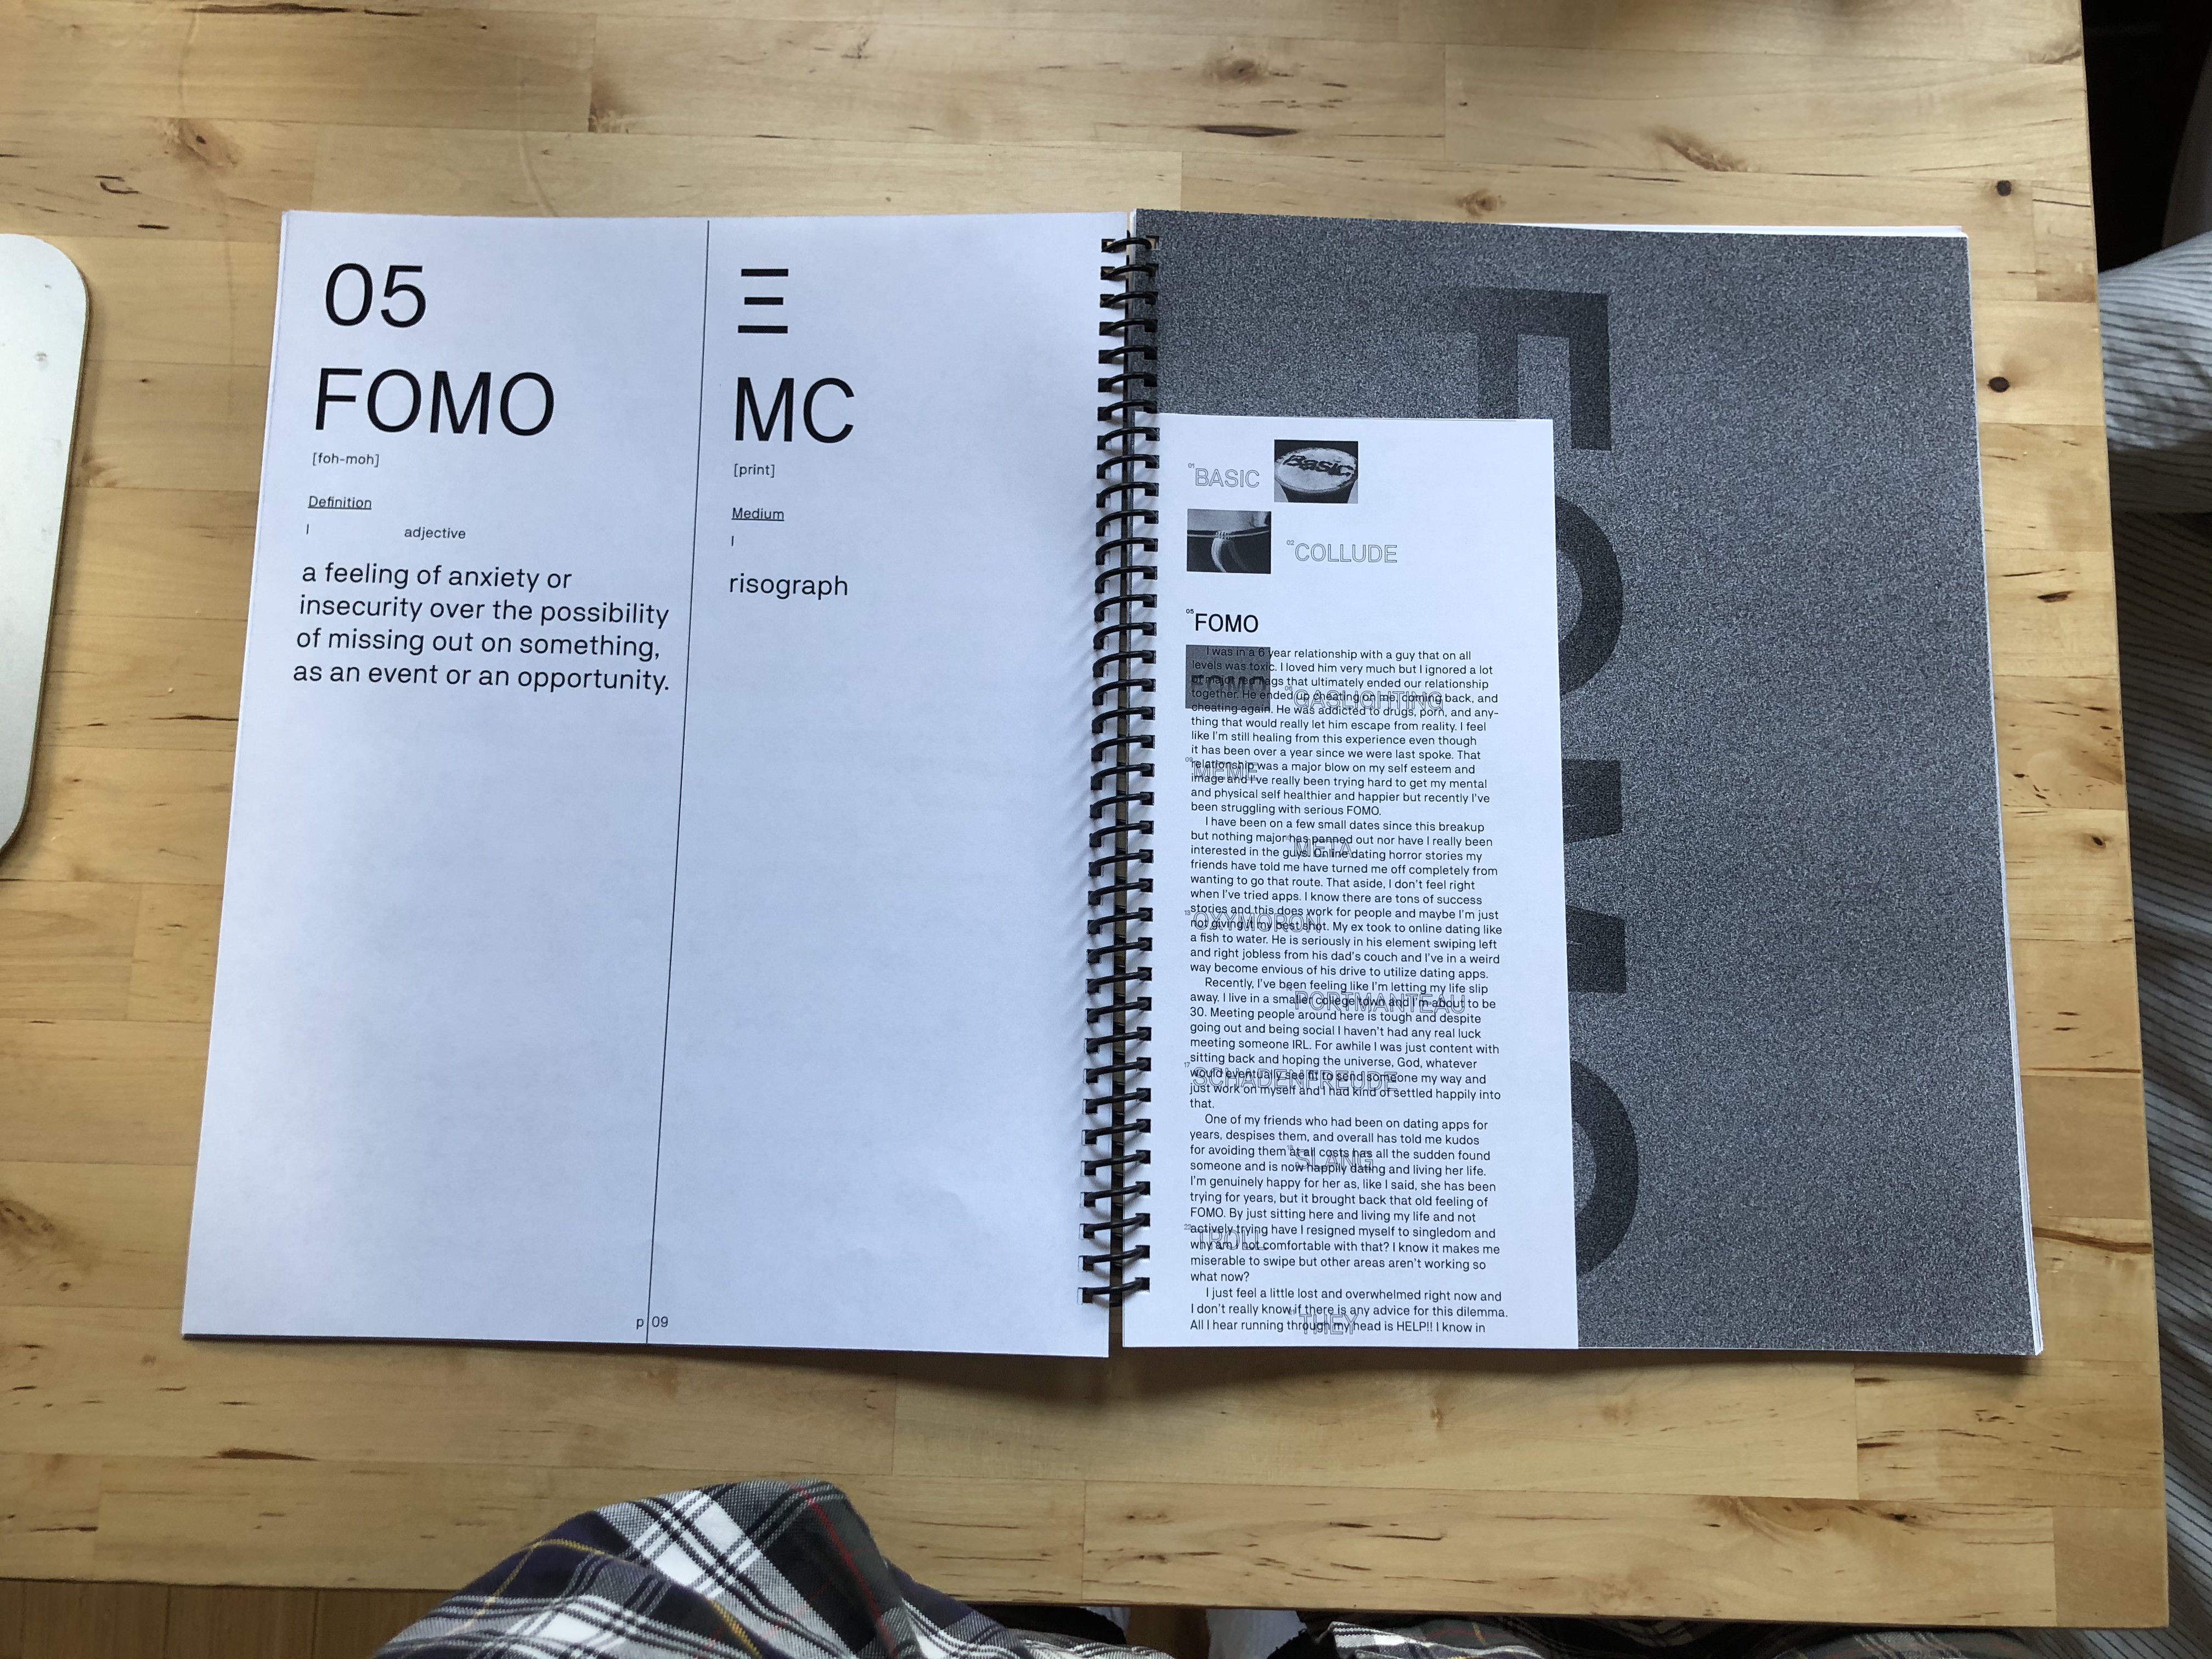 05
FOMO
[foh-moh]
Definition
|
adjective
a feeling of anxiety or
insecurity over the possibility
of missing out on something,
as an event or an opportunity.
MC
[print]
Medium
|
risograph
p 09
01 BASIC
Basic
02 COLLUDE
05 FOMO
I was in a 6 year relationship with a guy that on all
levels was toxic. I loved him very much but I ignored a lot
of major red flags that ultimately ended our relationship
together. He ended up cheating on me, coming back, and
cheating again. He was addicted to drugs, porn, and any-
thing that would really let him escape from reality. I feel
like I'm still healing from this experience even though
it has been over a year since we were last spoke. That
relationship was a major blow on my self esteem and
image and I've really been trying hard to get my mental
and physical self healthier and happier but recently I've
been struggling with serious FOMO.
I have been on a few small dates since this breakup
but nothing major has panned out nor have I really been
interested in the guys. Online dating horror stories my
friends have told me have turned me off completely from
wanting to go that route. That aside, I don't feel right
when I've tried apps. I know there are tons of success
stories and this does work for people and maybe I'm just
not giving it my best shot. My ex took to online dating like
a fish to water. He is seriously in his element swiping left
and right jobless from his dad's couch and I've in a weird
way become envious of his drive to utilize dating apps.
Recently, I've been feeling like I'm letting my life slip
away. I live in a smaller college town and I'm about to be
30. Meeting people around here is tough and despite
going out and being social I haven't had any real luck
meeting someone IRL. For awhile I was just content with
sitting back and hoping the universe, God, whatever
would eventually see fit to send someone my way and
just work on myself and I had kind of settled happily into
that.
One of my friends who had been on dating apps for
years, despises them, and overall has told me kudos
for avoiding them at all costs has all the sudden found
someone and is now happily dating and living her life.
I'm genuinely happy for her as, like I said, she has been
trying for years, but it brought back that old feeling of
FOMO. By just sitting here and living my life and not
actively trying have I resigned myself to singledom and
why am I not comfortable with that? I know it makes me
miserable to swipe but other areas aren't working so
what now?
I just feel a little lost and overwhelmed right now and
I don't really know if there is any advice for this dilemma.
All I hear running through my head is HELP!! I know in
FOMO